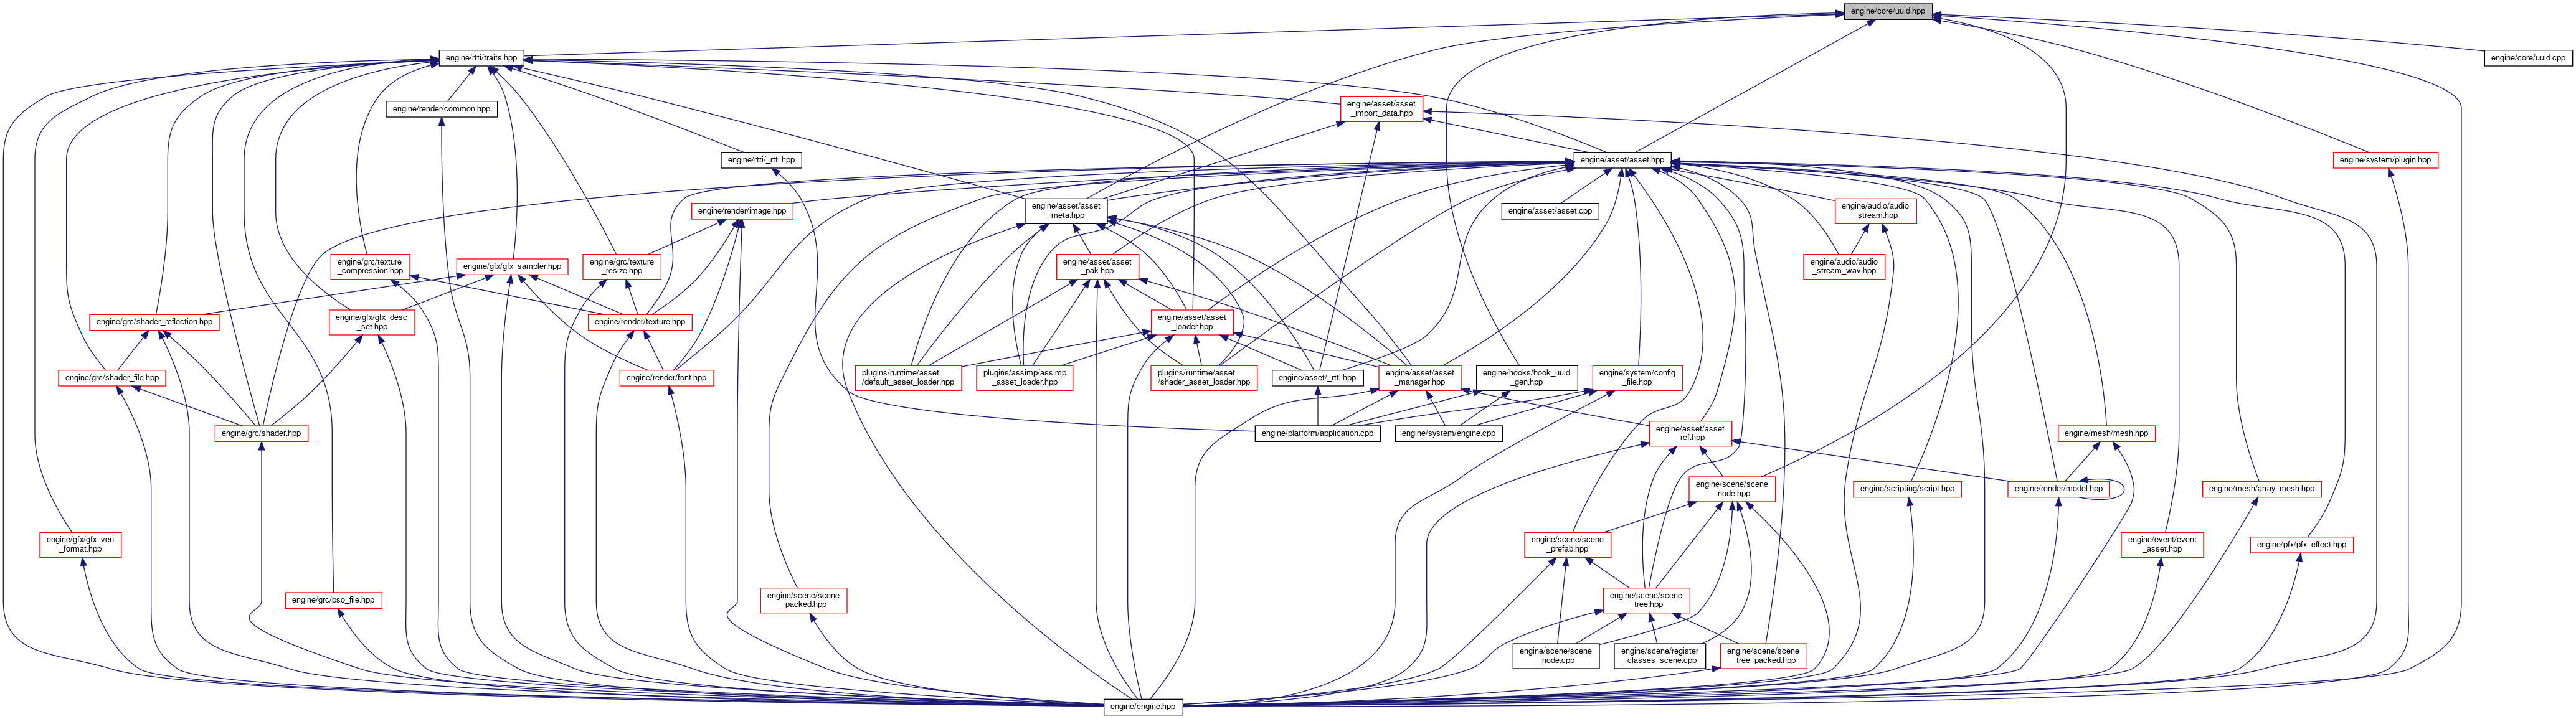 engine/core/uuid.hpp
engine/rtti/traits.hpp
engine/core/uuid.cpp
engine/render/common.hpp
engine/asset/asset
_import_data.hpp
engine/rtti/_rtti.hpp
engine/asset/asset.hpp
engine/system/plugin.hpp
engine/render/image.hpp
engine/asset/asset
_meta.hpp
engine/asset/asset.cpp
engine/audio/audio
_stream.hpp
engine/grc/texture
_compression.hpp
engine/gfx/gfx_sampler.hpp
engine/grc/texture
_resize.hpp
engine/asset/asset
_pak.hpp
engine/audio/audio
_stream_wav.hpp
engine/grc/shader_reflection.hpp
engine/gfx/gfx_desc
_set.hpp
engine/render/texture.hpp
engine/asset/asset
_loader.hpp
engine/grc/shader_file.hpp
engine/render/font.hpp
plugins/runtime/asset
/default_asset_loader.hpp
plugins/assimp/assimp
_asset_loader.hpp
plugins/runtime/asset
/shader_asset_loader.hpp
engine/asset/_rtti.hpp
engine/asset/asset
_manager.hpp
engine/hooks/hook_uuid
_gen.hpp
engine/system/config
_file.hpp
engine/grc/shader.hpp
engine/platform/application.cpp
engine/system/engine.cpp
engine/asset/asset
_ref.hpp
engine/mesh/mesh.hpp
engine/scene/scene
_node.hpp
engine/scripting/script.hpp
engine/render/model.hpp
engine/mesh/array_mesh.hpp
engine/gfx/gfx_vert
_format.hpp
engine/scene/scene
_prefab.hpp
engine/event/event
_asset.hpp
engine/pfx/pfx_effect.hpp
engine/grc/pso_file.hpp
engine/scene/scene
_packed.hpp
engine/scene/scene
_tree.hpp
engine/scene/scene
_node.cpp
engine/scene/register
_classes_scene.cpp
engine/scene/scene
_tree_packed.hpp
engine/engine.hpp